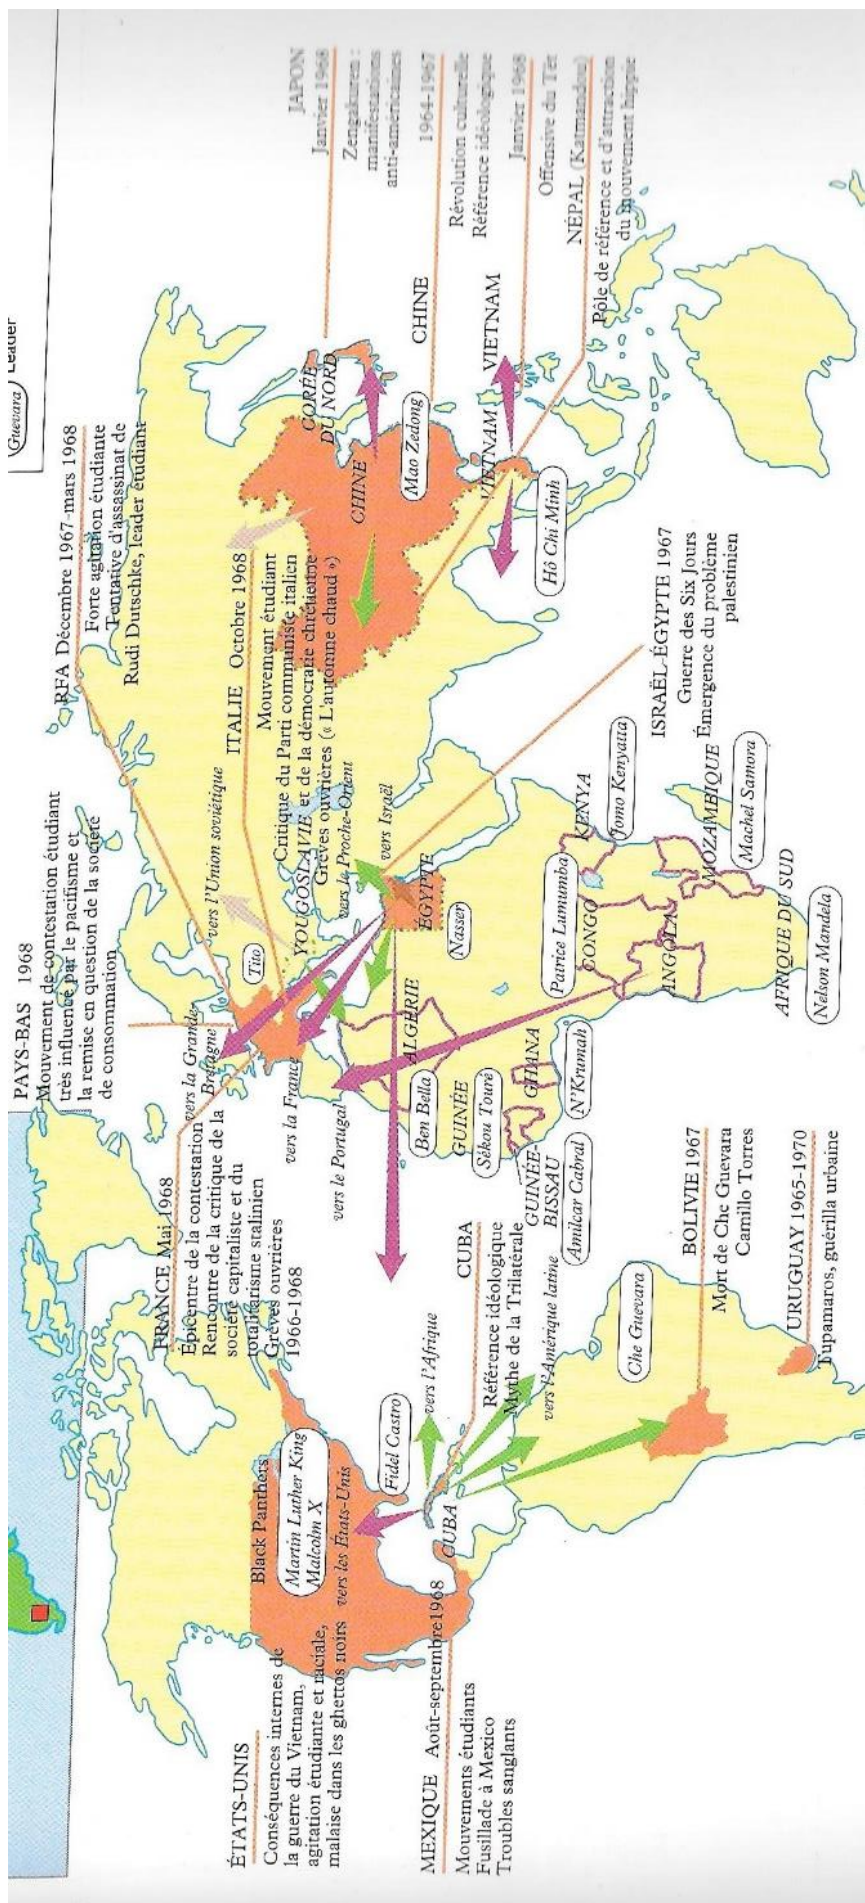 Guevara Leader
PAYS-BAS 1968
Mouvement de contestation étudiant
très influencé par le pacifisme et
la remise en question de la société
de consommation
RFA Décembre 1967-mars 1968
Forte agitation étudiante
Tentative d'assassinat de
Rudi Dutschke, leader étudiant
FRANCE Mai 1968
Épicentre de la contestation
Rencontre de la critique de la
société capitaliste et du
totalitarisme stalinien
Grèves ouvrières
1966-1968
vers la Grande-
Bretagne
vers la France
vers le Portugal
Tito
vers l'Union soviétique
ITALIE Octobre 1968
Mouvement étudiant
Critique du Parti communiste italien
et de la démocratie chrétienne
Grèves ouvrières (« L'automne chaud »)
YOUGOSLAVIE
vers le Proche-Orient
vers Israël
JAPON
Janvier 1968
Zengakuren :
manifestations
anti-américaines
CORÉE
DU NORD
CHINE
Mao Zedong
CHINE
1964-1967
Révolution culturelle
Référence idéologique
VIETNAM
VIETNAM
Janvier 1968
Offensive du Têt
Hô Chi Minh
NÉPAL (Katmandou)
Pôle de référence et d'attraction
du mouvement hippie
ÉTATS-UNIS
Conséquences internes de
la guerre du Vietnam,
agitation étudiante et raciale,
malaise dans les ghettos noirs
Black Panthers
Martin Luther King
Malcolm X
vers les États-Unis
Fidel Castro
MEXIQUE Août-septembre 1968
Mouvements étudiants
Fusillade à Mexico
Troubles sanglants
CUBA
vers l'Afrique
CUBA
Référence idéologique
Mythe de la Trilatérale
vers l'Amérique latine
Che Guevara
BOLIVIE 1967
Mort de Che Guevara
Camillo Torres
URUGUAY 1965-1970
Tupamaros, guérilla urbaine
ÉGYPTE
Nasser
ISRAËL-ÉGYPTE 1967
Guerre des Six Jours
Émergence du problème
palestinien
ALGÉRIE
Ben Bella
GUINÉE
Sékou Touré
GHANA
N'Krumah
GUINÉE-
BISSAU
Amilcar Cabral
CONGO
Patrice Lumumba
KENYA
Jomo Kenyatta
ANGOLA
MOZAMBIQUE
Machel Samora
AFRIQUE DU SUD
Nelson Mandela